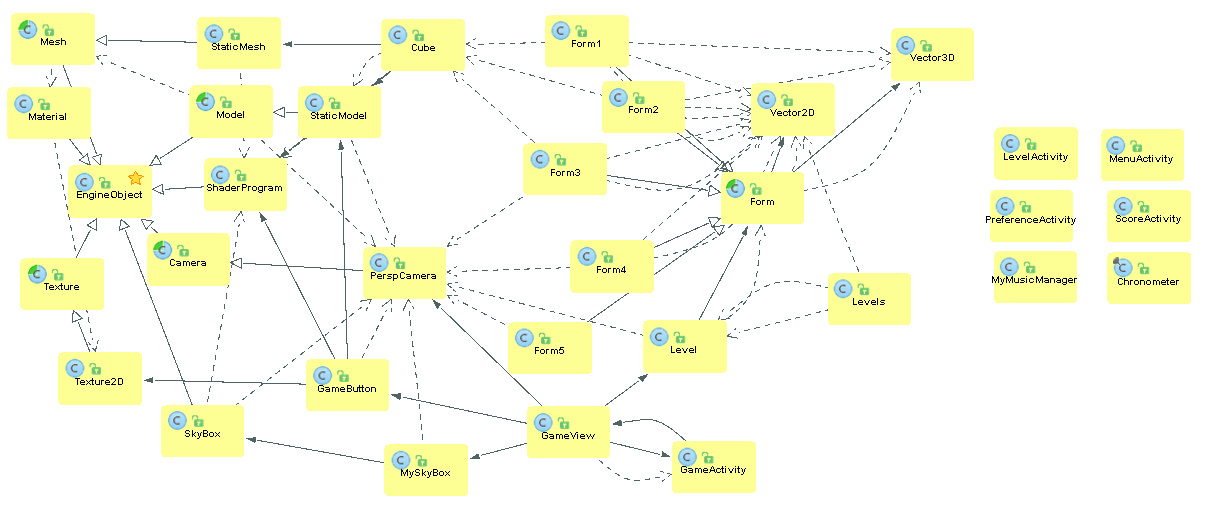 Mesh
StaticMesh
Cube
Form1
Vector3D
Material
Model
StaticModel
Form2
Vector2D
LevelActivity
MenuActivity
EngineObject
ShaderProgram
Form3
Form
PreferenceActivity
ScoreActivity
Texture
Camera
PerspCamera
Form4
Levels
MyMusicManager
Chronometer
Texture2D
GameButton
Form5
Level
SkyBox
MySkyBox
GameView
GameActivity